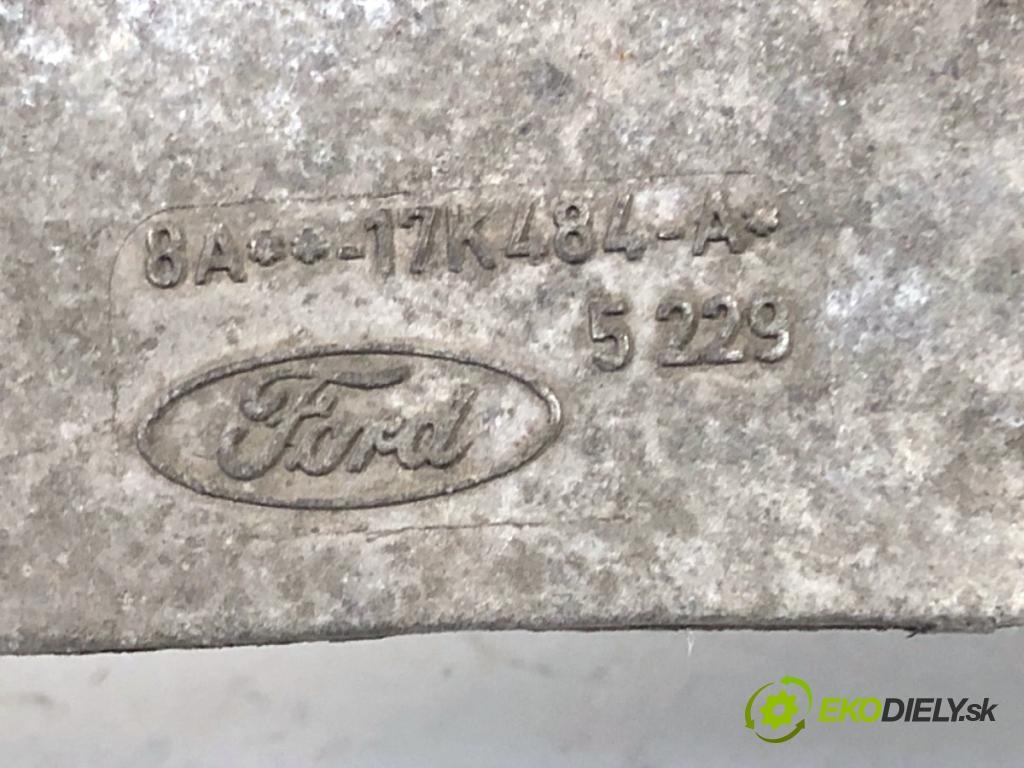 8A**-17K484-A*
5 229
Ford
EKODIELY.sk